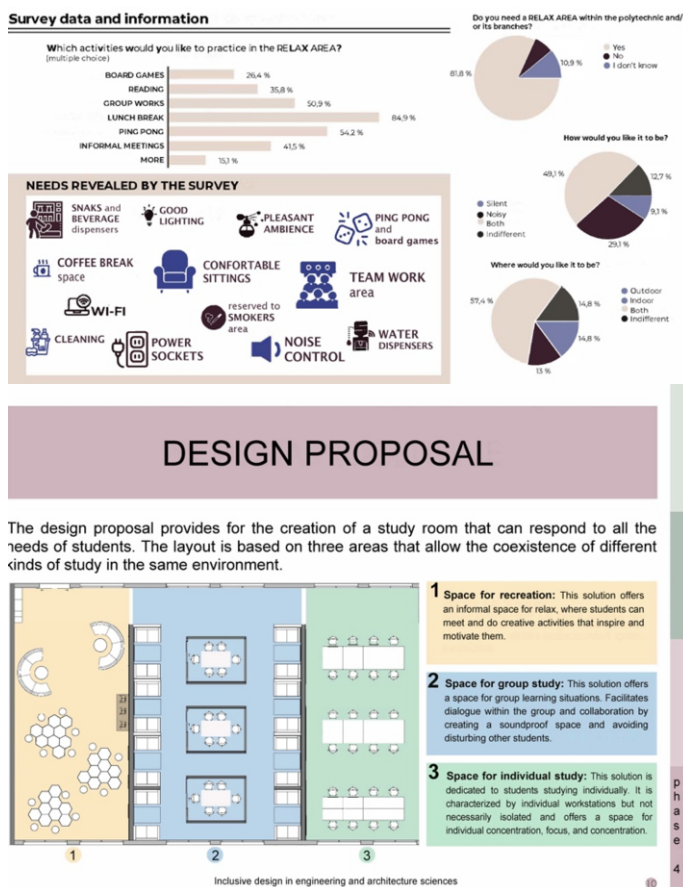 Survey data and information
Which activities would you like to practice in the RELAX AREA?
(multiple choice)
BOARD GAMES 26,4 %
READING 35,8 %
GROUP WORKS 50,9 %
LUNCH BREAK 84,9 %
PING PONG 54,2 %
INFORMAL MEETINGS 41,5 %
MORE 15,1 %
Do you need a RELAX AREA within the polytechnic and/
or its branches?
81,8 %
10,9 %
Yes
No
I don't know
How would you like it to be?
49,1 %
12,7 %
9,1 %
29,1 %
Silent
Noisy
Both
Indifferent
Where would you like it to be?
57,4 %
14,8 %
14,8 %
13 %
Outdoor
Indoor
Both
Indifferent
NEEDS REVEALED BY THE SURVEY
SNAKS and
BEVERAGE
dispensers
GOOD
LIGHTING
PLEASANT
AMBIENCE
PING PONG
and
board games
COFFEE BREAK
space
CONFORTABLE
SITTINGS
TEAM WORK
area
WI-FI
reserved to
SMOKERS
area
CLEANING
POWER
SOCKETS
NOISE
CONTROL
WATER
DISPENSERS
DESIGN PROPOSAL
The design proposal provides for the creation of a study room that can respond to all the
needs of students. The layout is based on three areas that allow the coexistence of different
kinds of study in the same environment.
1 Space for recreation: This solution offers
an informal space for relax, where students can
meet and do creative activities that inspire and
motivate them.
2 Space for group study: This solution offers
a space for group learning situations. Facilitates
dialogue within the group and collaboration by
creating a soundproof space and avoiding
disturbing other students.
3 Space for individual study: This solution is
dedicated to students studying individually. It is
characterized by individual workstations but not
necessarily isolated and offers a space for
individual concentration, focus, and concentration.
1
2
3
Inclusive design in engineering and architecture sciences
10
phase 4